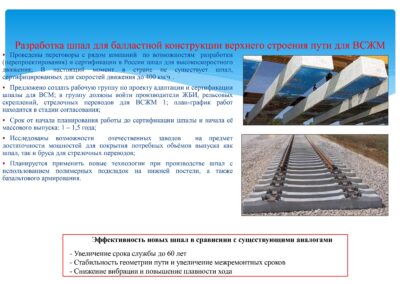 Разработка шпал для балластной конструкции верхнего строения пути для ВСЖМ
• Проведены переговоры с рядом компаний по возможностям разработки
(перепроектирования) и сертификации в России шпал для высокоскоростного
движения. В настоящий момент в стране не существует шпал,
сертифицированных для скоростей движения до 400 км/ч.
• Предложено создать рабочую группу по проекту адаптации и сертификации
шпалы для ВСМ; в группу должны войти производители ЖБИ, рельсовых
скреплений, стрелочных переводов для ВСЖМ 1; план-график работ
находится в стадии согласования;
• Срок от начала планирования работы до сертификации шпалы и начала её
массового выпуска: 1 – 1,5 года;
• Исследованы возможности отечественных заводов на предмет
достаточности мощностей для покрытия потребных объёмов выпуска как
шпал, так и бруса для стрелочных переводов;
• Планируется применить новые технологии при производстве шпал с
использованием полимерных подкладок на нижней постели, а также
базальтового армирования.
Эффективность новых шпал в сравнении с существующими аналогами
- Увеличение срока службы до 60 лет
- Стабильность геометрии пути и увеличение межремонтных сроков
- Снижение вибрации и повышение плавности хода